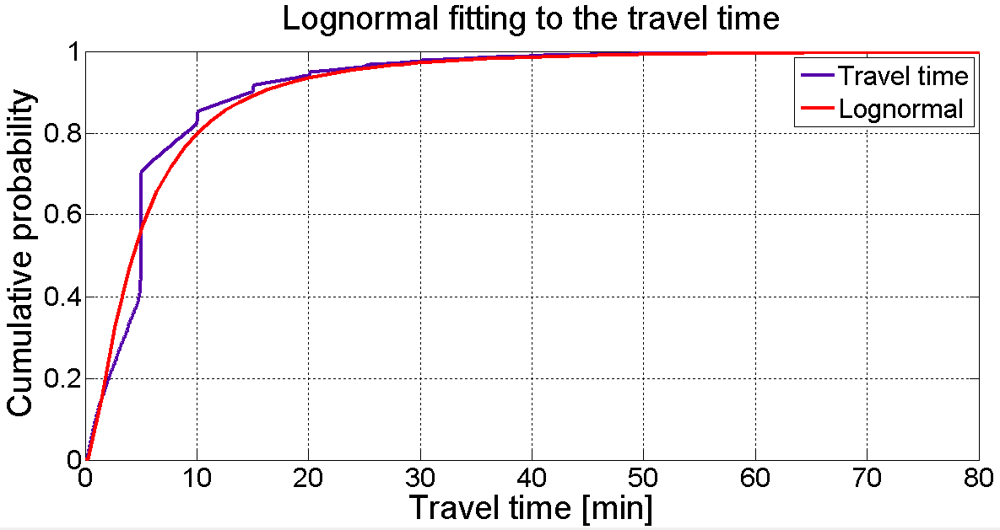 Lognormal fitting to the travel time
Cumulative probability
1
0.8
0.6
0.4
0.2
0
Travel time
Lognormal
0 10 20 30 40 50 60 70 80
Travel time [min]